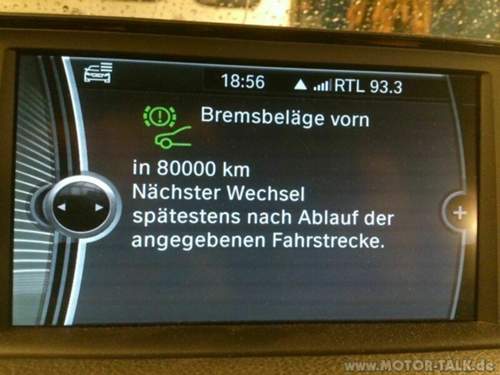 18:56 RTL 93.3
Bremsbeläge vorn
in 80000 km
Nächster Wechsel
spätestens nach Ablauf der
angegebenen Fahrstrecke.
www.MOTOR-TALK.de